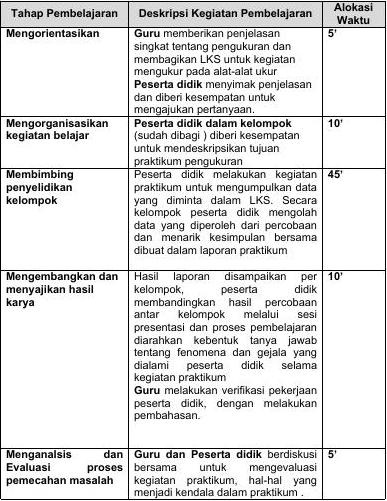 Tahap Pembelajaran Deskripsi Kegiatan Pembelajaran Alokasi
Waktu
Mengorientasikan Guru memberikan penjelasan 5'
singkat tentang pengukuran dan
membagikan LKS untuk kegiatan
mengukur pada alat-alat ukur
Peserta didik menyimak penjelasan
dan diberi kesempatan untuk
mengajukan pertanyaan.
Mengorganisasikan Peserta didik dalam kelompok 10'
kegiatan belajar (sudah dibagi ) diberi kesempatan
untuk mendeskripsikan tujuan
praktikum pengukuran
Membimbing Peserta didik melakukan kegiatan 45'
penyelidikan praktikum untuk mengumpulkan data
kelompok yang diminta dalam LKS. Secara
kelompok peserta didik mengolah
data yang diperoleh dari percobaan
dan menarik kesimpulan bersama
dibuat dalam laporan praktikum
Mengembangkan dan Hasil laporan disampaikan per 10'
menyajikan hasil kelompok, peserta didik
karya membandingkan hasil percobaan
antar kelompok melalui sesi
presentasi dan proses pembelajaran
diarahkan kebentuk tanya jawab
tentang fenomena dan gejala yang
dialami peserta didik selama
kegiatan praktikum
Guru melakukan verifikasi pekerjaan
peserta didik, dengan melakukan
pembahasan.
Menganalsis dan Guru dan Peserta didik berdiskusi 5'
Evaluasi proses bersama untuk mengevaluasi
pemecahan masalah kegiatan praktikum, hal-hal yang
menjadi kendala dalam praktikum .